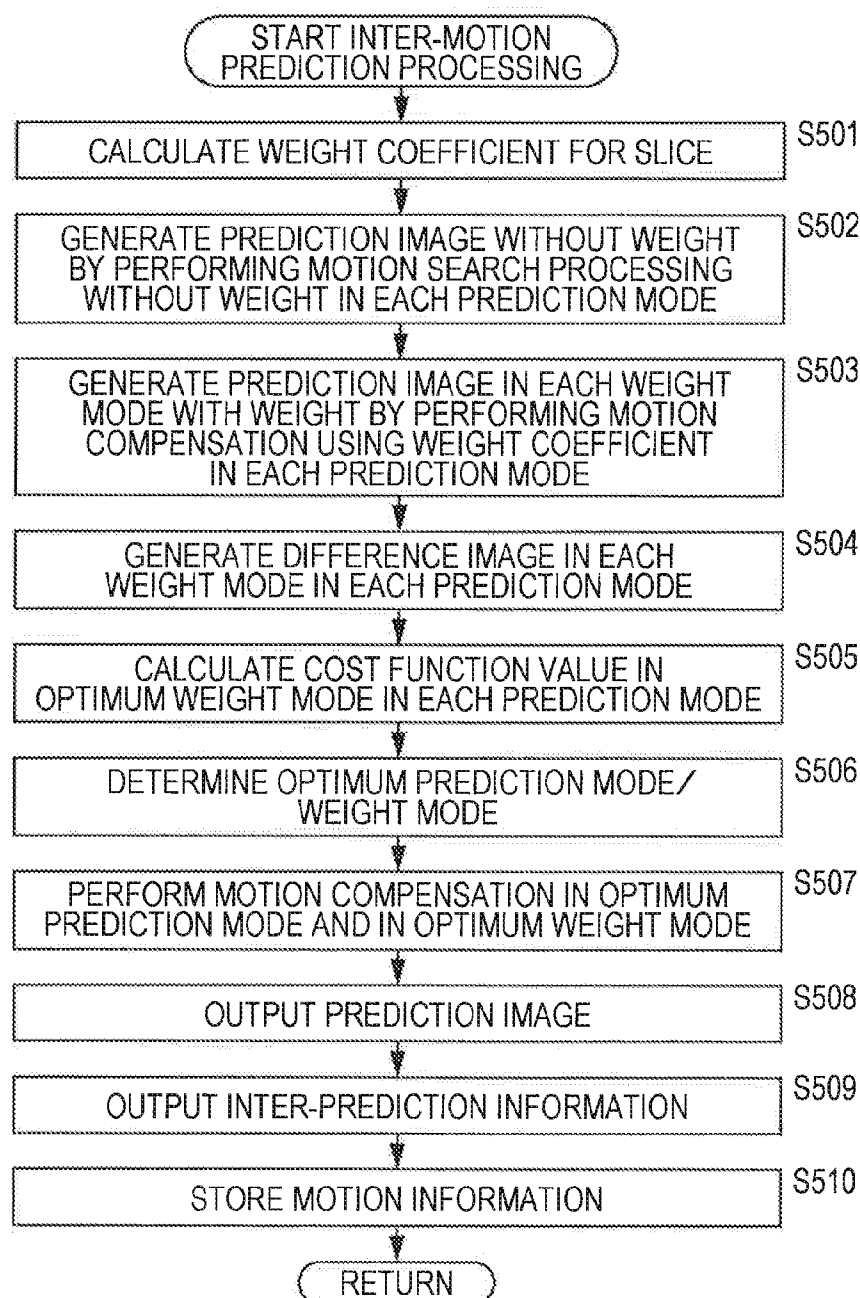 START INTER-MOTION
PREDICTION PROCESSING
CALCULATE WEIGHT COEFFICIENT FOR SLICE
S501
GENERATE PREDICTION IMAGE WITHOUT WEIGHT
BY PERFORMING MOTION SEARCH PROCESSING
WITHOUT WEIGHT IN EACH PREDICTION MODE
S502
GENERATE PREDICTION IMAGE IN EACH WEIGHT
MODE WITH WEIGHT BY PERFORMING MOTION
COMPENSATION USING WEIGHT COEFFICIENT
IN EACH PREDICTION MODE
S503
GENERATE DIFFERENCE IMAGE IN EACH
WEIGHT MODE IN EACH PREDICTION MODE
S504
CALCULATE COST FUNCTION VALUE IN
OPTIMUM WEIGHT MODE IN EACH PREDICTION MODE
S505
DETERMINE OPTIMUM PREDICTION MODE/
WEIGHT MODE
S506
PERFORM MOTION COMPENSATION IN OPTIMUM
PREDICTION MODE AND IN OPTIMUM WEIGHT MODE
S507
OUTPUT PREDICTION IMAGE
S508
OUTPUT INTER-PREDICTION INFORMATION
S509
STORE MOTION INFORMATION
S510
RETURN